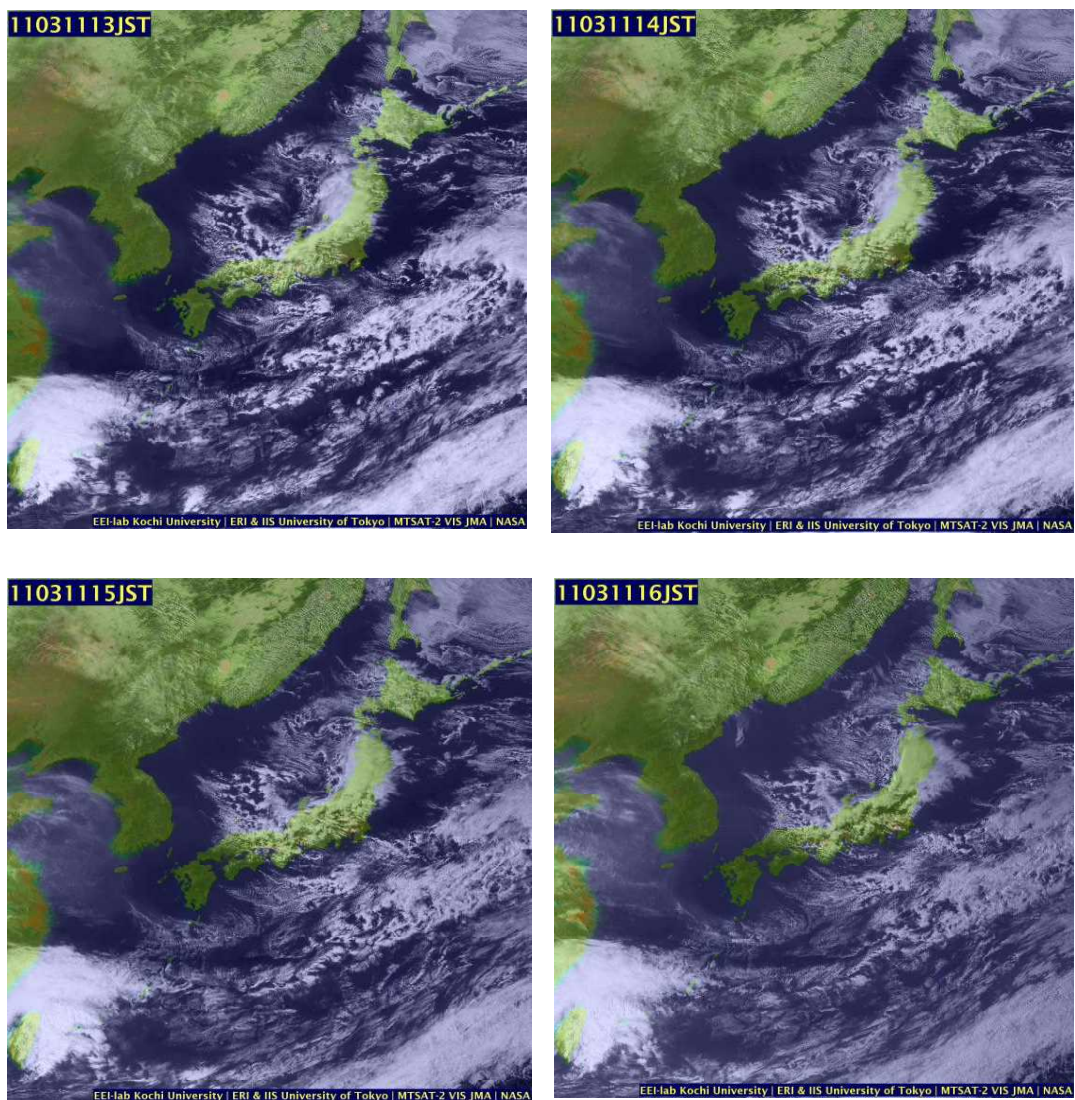 11031113JST
11031114JST
EEI-lab Kochi University | ERI & IIS University of Tokyo | MTSAT-2 VIS JMA | NASA
EEI-lab Kochi University | ERI & IIS University of Tokyo | MTSAT-2 VIS JMA | NASA
11031115JST
11031116JST
EEI-lab Kochi University | ERI & IIS University of Tokyo | MTSAT-2 VIS JMA | NASA
EEI-lab Kochi University | ERI & IIS University of Tokyo | MTSAT-2 VIS JMA | NASA